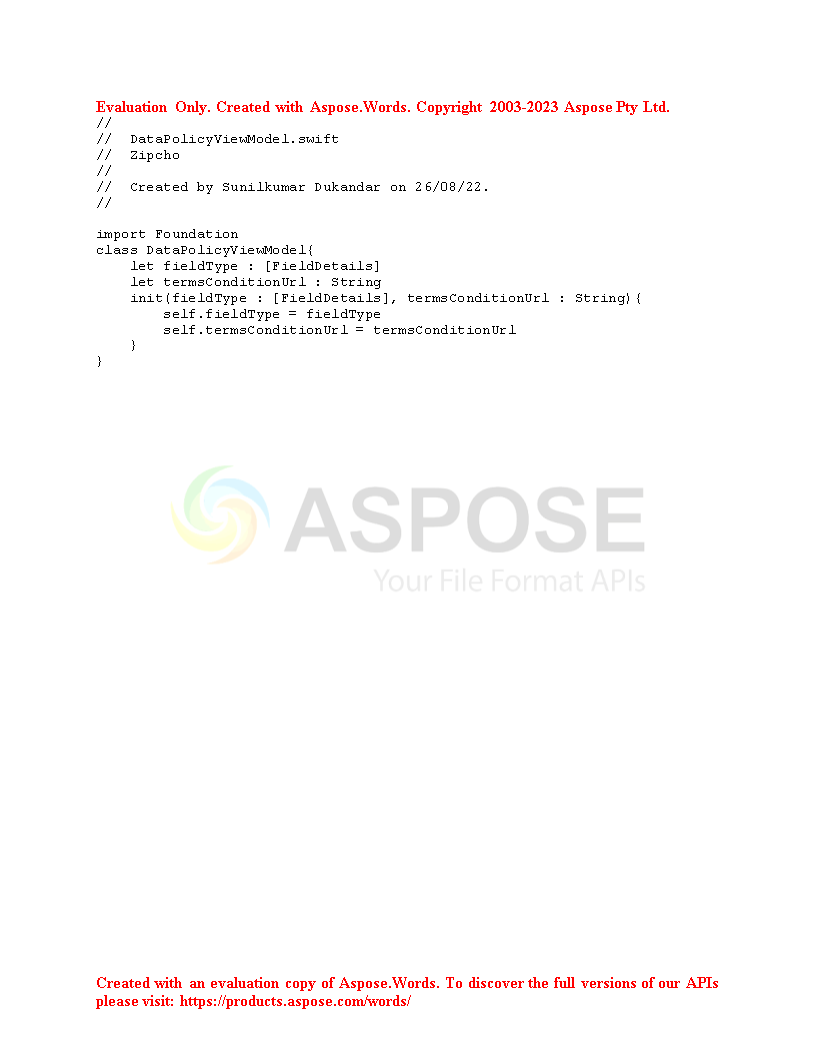 Evaluation Only. Created with Aspose.Words. Copyright 2003-2023 Aspose Pty Ltd.
//
//  DataPolicyViewModel.swift
//  Zipcho
//
//  Created by Sunilkumar Dukandar on 26/08/22.
//
import Foundation
class DataPolicyViewModel{
    let fieldType : [FieldDetails]
    let termsConditionUrl : String
    init(fieldType : [FieldDetails], termsConditionUrl : String){
        self.fieldType = fieldType
        self.termsConditionUrl = termsConditionUrl
    }
}
ASPOSE
Your File Format APIs
Created with an evaluation copy of Aspose.Words. To discover the full versions of our APIs
please visit: https://products.aspose.com/words/